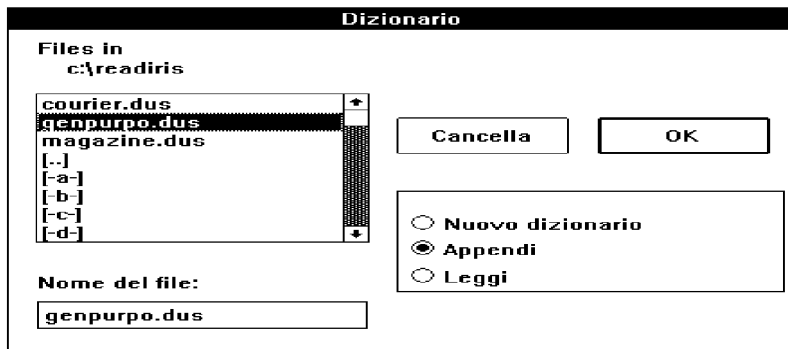 Dizionario
Files in
c:\readiris
courier.dus
genpurpo.dus
magazine.dus
[..]
[-a-]
[-b-]
[-c-]
[-d-]
Cancella
OK
Nuovo dizionario
Appendi
Leggi
Nome del file:
genpurpo.dus